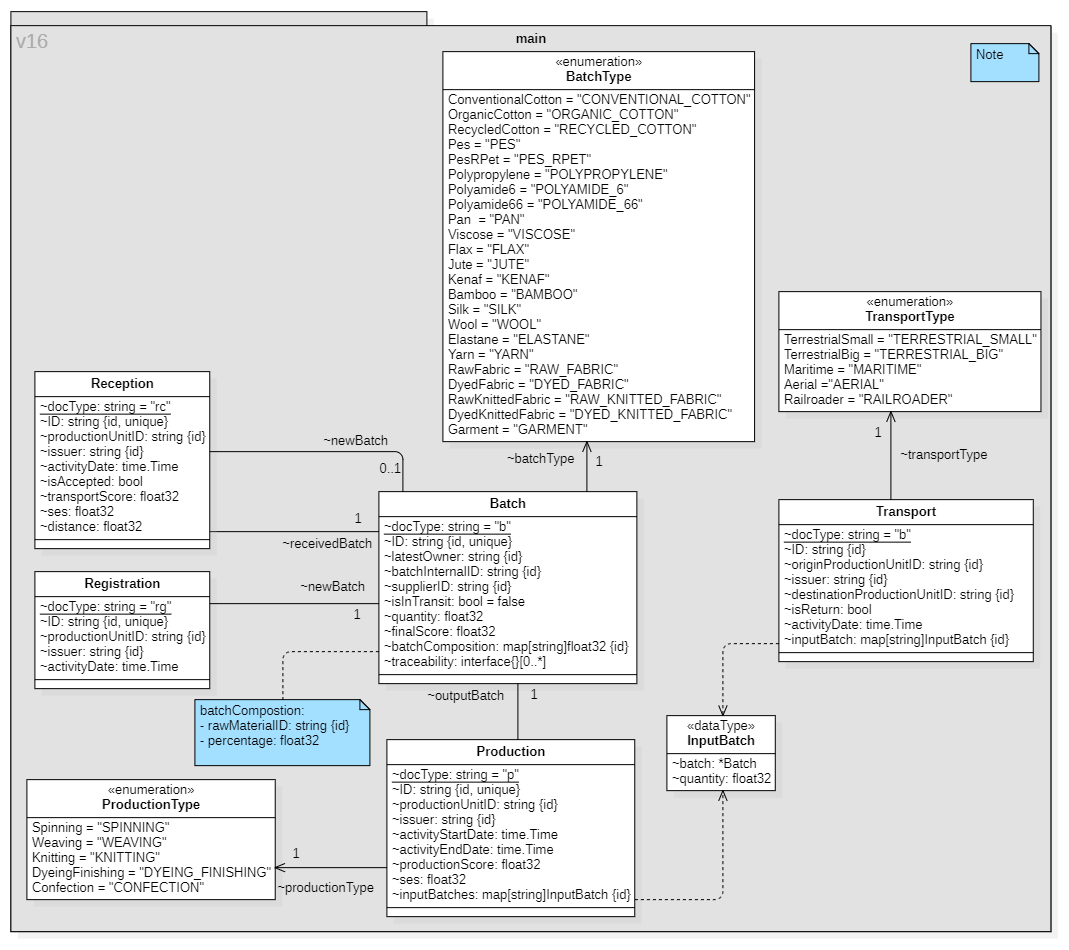 v16
main
Note
«enumeration»
BatchType
ConventionalCotton = "CONVENTIONAL_COTTON"
OrganicCotton = "ORGANIC_COTTON"
RecycledCotton = "RECYCLED_COTTON"
Pes = "PES"
PesRPet = "PES_RPET"
Polypropylene = "POLYPROPYLENE"
Polyamide6 = "POLYAMIDE_6"
Polyamide66 = "POLYAMIDE_66"
Pan  = "PAN"
Viscose = "VISCOSE"
Flax = "FLAX"
Jute = "JUTE"
Kenaf = "KENAF"
Bamboo = "BAMBOO"
Silk = "SILK"
Wool = "WOOL"
Elastane = "ELASTANE"
Yarn = "YARN"
RawFabric = "RAW_FABRIC"
DyedFabric = "DYED_FABRIC"
RawKnittedFabric = "RAW_KNITTED_FABRIC"
DyedKnittedFabric = "DYED_KNITTED_FABRIC"
Garment = "GARMENT"
«enumeration»
TransportType
TerrestrialSmall = "TERRESTRIAL_SMALL"
TerrestrialBig = "TERRESTRIAL_BIG"
Maritime = "MARITIME"
Aerial ="AERIAL"
Railroader = "RAILROADER"
Reception
~docType: string = "rc"
~ID: string {id, unique}
~productionUnitID: string {id}
~issuer: string {id}
~activityDate: time.Time
~isAccepted: bool
~transportScore: float32
~ses: float32
~distance: float32
~newBatch
0..1
~batchType
1
1
~transportType
1
~receivedBatch
Batch
~docType: string = "b"
~ID: string {id, unique}
~latestOwner: string {id}
~batchInternalID: string {id}
~supplierID: string {id}
~isInTransit: bool = false
~quantity: float32
~finalScore: float32
~batchComposition: map[string]float32 {id}
~traceability: interface{}[0..*]
Transport
~docType: string = "b"
~ID: string {id}
~originProductionUnitID: string {id}
~issuer: string {id}
~destinationProductionUnitID: string {id}
~isReturn: bool
~activityDate: time.Time
~inputBatch: map[string]InputBatch {id}
Registration
~docType: string = "rg"
~ID: string {id, unique}
~productionUnitID: string {id}
~issuer: string {id}
~activityDate: time.Time
~newBatch
1
~outputBatch
1
batchCompostion:
- rawMaterialID: string {id}
- percentage: float32
«dataType»
InputBatch
~batch: *Batch
~quantity: float32
Production
~docType: string = "p"
~ID: string {id, unique}
~productionUnitID: string {id}
~issuer: string {id}
~activityStartDate: time.Time
~activityEndDate: time.Time
~productionScore: float32
~ses: float32
~inputBatches: map[string]InputBatch {id}
«enumeration»
ProductionType
Spinning = "SPINNING"
Weaving = "WEAVING"
Knitting = "KNITTING"
DyeingFinishing = "DYEING_FINISHING"
Confection = "CONFECTION"
1
~productionType